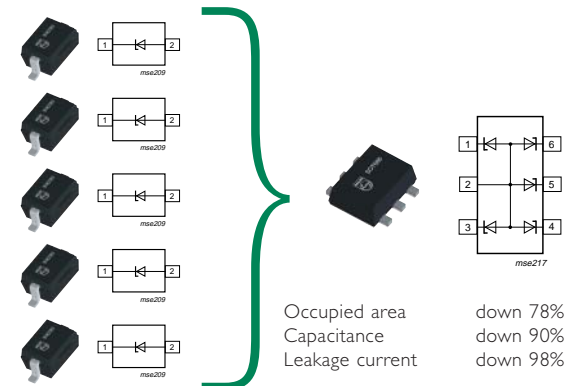 1 2
mse209
1 2
mse209
1 2
mse209
1 2
mse209
1 2
mse209
1 6
2 5
3 4
mse217
Occupied area down 78%
Capacitance down 90%
Leakage current down 98%